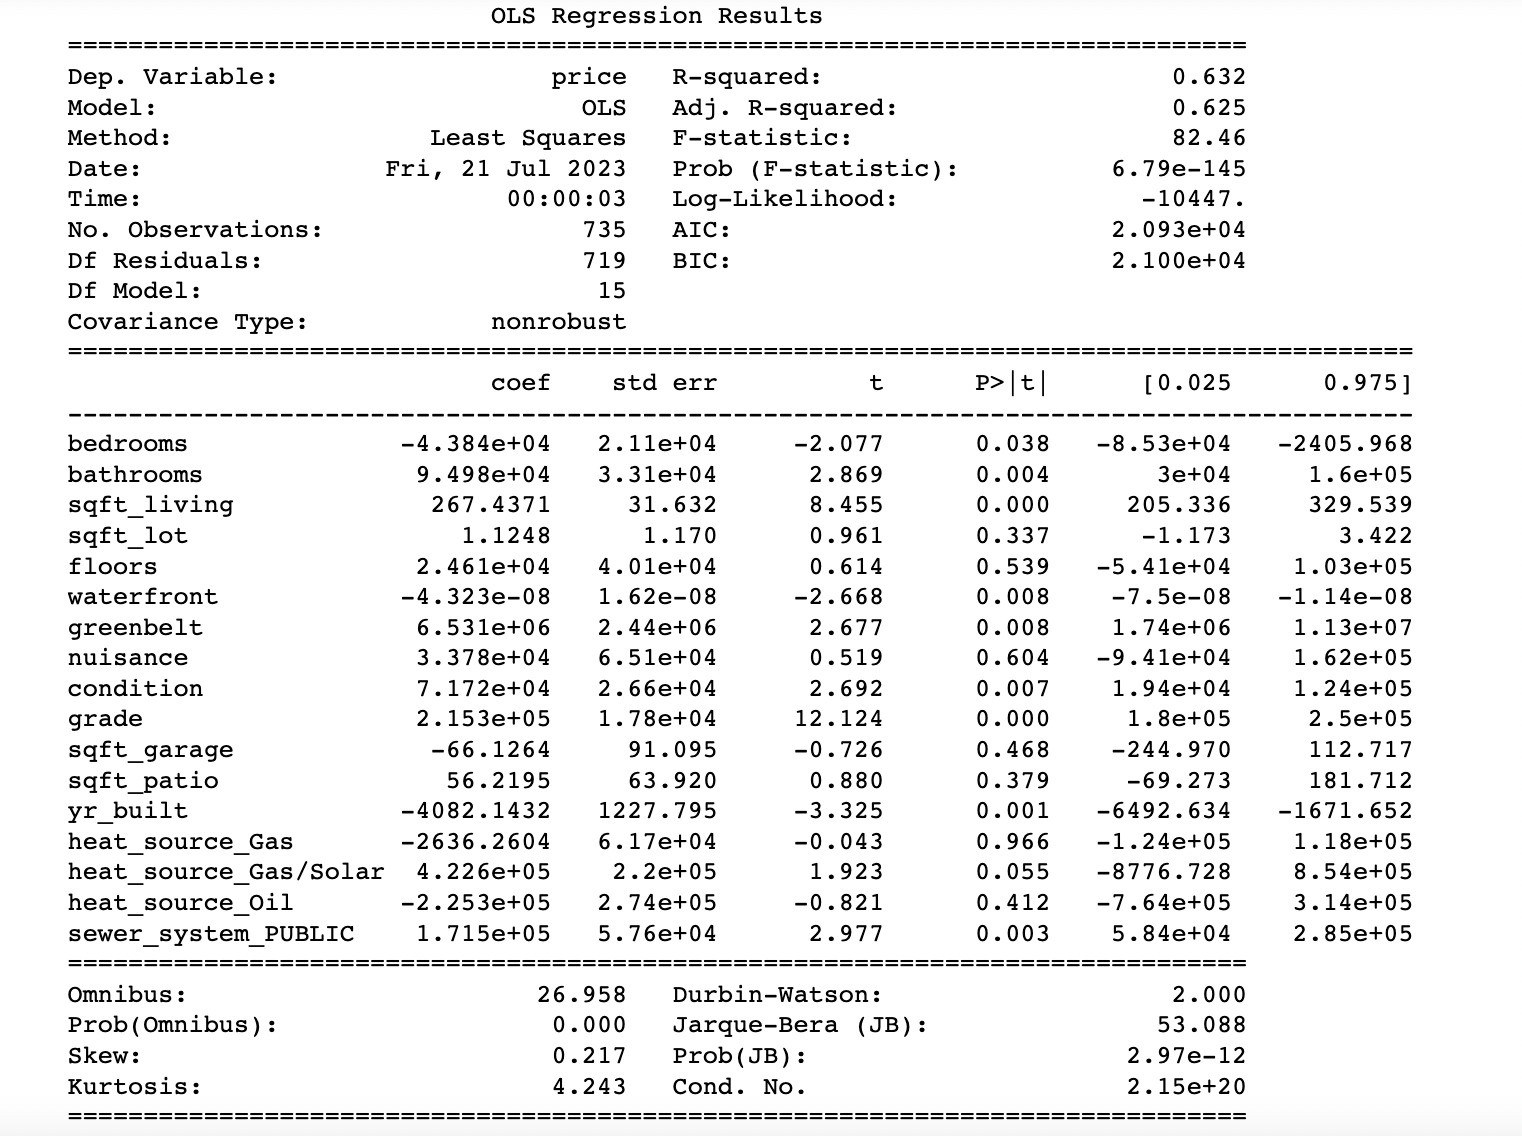 OLS Regression Results
==============================================================================
Dep. Variable: price R-squared: 0.632
Model: OLS Adj. R-squared: 0.625
Method: Least Squares F-statistic: 82.46
Date: Fri, 21 Jul 2023 Prob (F-statistic): 6.79e-145
Time: 00:00:03 Log-Likelihood: -10447.
No. Observations: 735 AIC: 2.093e+04
Df Residuals: 719 BIC: 2.100e+04
Df Model: 15
Covariance Type: nonrobust
=========================================================================================
coef std err t P>|t| [0.025 0.975]
-----------------------------------------------------------------------------------------
bedrooms -4.384e+04 2.11e+04 -2.077 0.038 -8.53e+04 -2405.968
bathrooms 9.498e+04 3.31e+04 2.869 0.004 3e+04 1.6e+05
sqft_living 267.4371 31.632 8.455 0.000 205.336 329.539
sqft_lot 1.1248 1.170 0.961 0.337 -1.173 3.422
floors 2.461e+04 4.01e+04 0.614 0.539 -5.41e+04 1.03e+05
waterfront -4.323e-08 1.62e-08 -2.668 0.008 -7.5e-08 -1.14e-08
greenbelt 6.531e+06 2.44e+06 2.677 0.008 1.74e+06 1.13e+07
nuisance 3.378e+04 6.51e+04 0.519 0.604 -9.41e+04 1.62e+05
condition 7.172e+04 2.66e+04 2.692 0.007 1.94e+04 1.24e+05
grade 2.153e+05 1.78e+04 12.124 0.000 1.8e+05 2.5e+05
sqft_garage -66.1264 91.095 -0.726 0.468 -244.970 112.717
sqft_patio 56.2195 63.920 0.880 0.379 -69.273 181.712
yr_built -4082.1432 1227.795 -3.325 0.001 -6492.634 -1671.652
heat_source_Gas -2636.2604 6.17e+04 -0.043 0.966 -1.24e+05 1.18e+05
heat_source_Gas/Solar 4.226e+05 2.2e+05 1.923 0.055 -8776.728 8.54e+05
heat_source_Oil -2.253e+05 2.74e+05 -0.821 0.412 -7.64e+05 3.14e+05
sewer_system_PUBLIC 1.715e+05 5.76e+04 2.977 0.003 5.84e+04 2.85e+05
==============================================================================
Omnibus: 26.958 Durbin-Watson: 2.000
Prob(Omnibus): 0.000 Jarque-Bera (JB): 53.088
Skew: 0.217 Prob(JB): 2.97e-12
Kurtosis: 4.243 Cond. No. 2.15e+20
==============================================================================